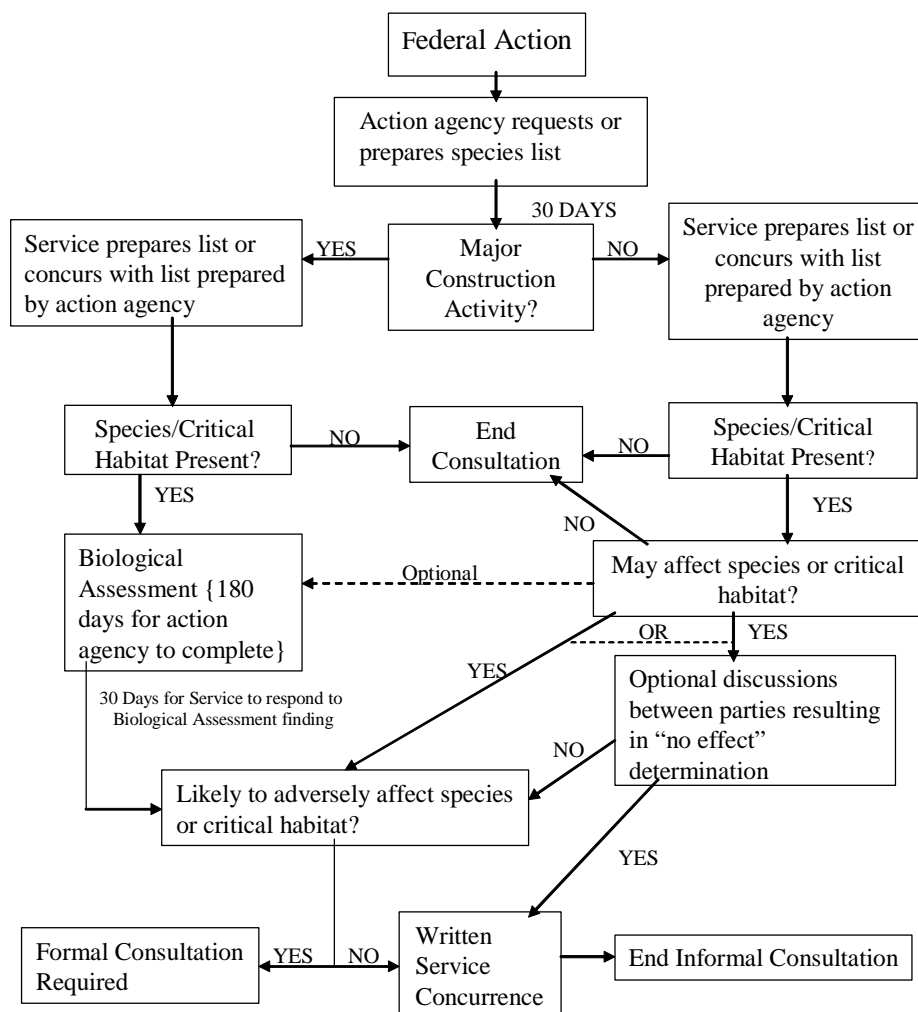 Federal Action
Action agency requests or
prepares species list
30 DAYS
Service prepares list or
concurs with list prepared
by action agency
YES
Major
Construction
Activity?
NO
Service prepares list or
concurs with list
prepared by action
agency
Species/Critical
Habitat Present?
NO
End
Consultation
NO
Species/Critical
Habitat Present?
YES
NO
YES
Biological
Assessment {180
days for action
agency to complete}
Optional
May affect species or critical
habitat?
OR
YES
YES
30 Days for Service to respond to
Biological Assessment finding
Optional discussions
between parties resulting
in “no effect”
determination
NO
Likely to adversely affect species
or critical habitat?
YES
Formal Consultation
Required
YES
NO
Written
Service
Concurrence
End Informal Consultation